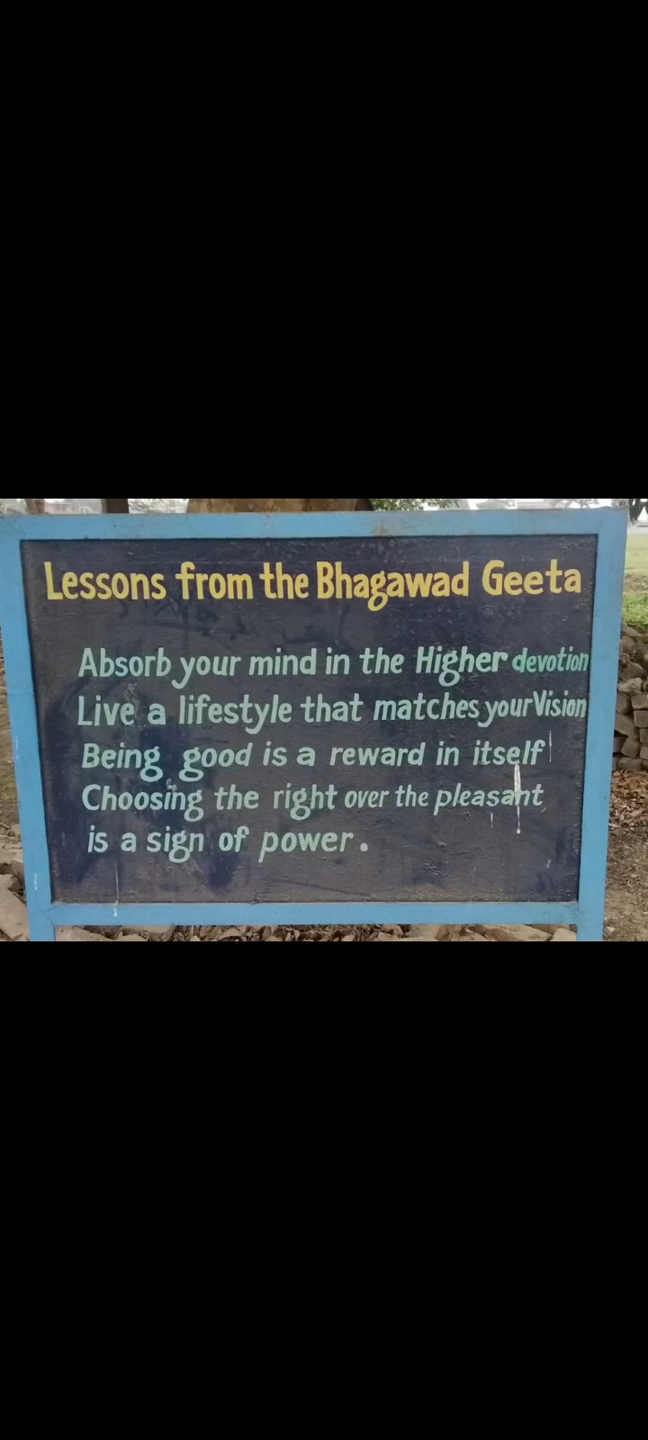 Lessons from the Bhagawad Geeta
Absorb your mind in the Higher devotion
Live a lifestyle that matches your Vision
Being good is a reward in itself
Choosing the right over the pleasant
is a sign of power.